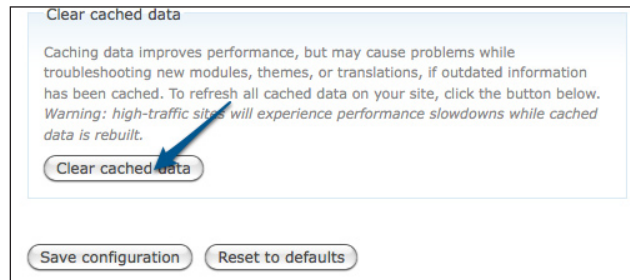 Clear cached data
Caching data improves performance, but may cause problems while
troubleshooting new modules, themes, or translations, if outdated information
has been cached. To refresh all cached data on your site, click the button below.
Warning: high-traffic sites will experience performance slowdowns while cached
data is rebuilt.
Clear cached data
Save configuration Reset to defaults